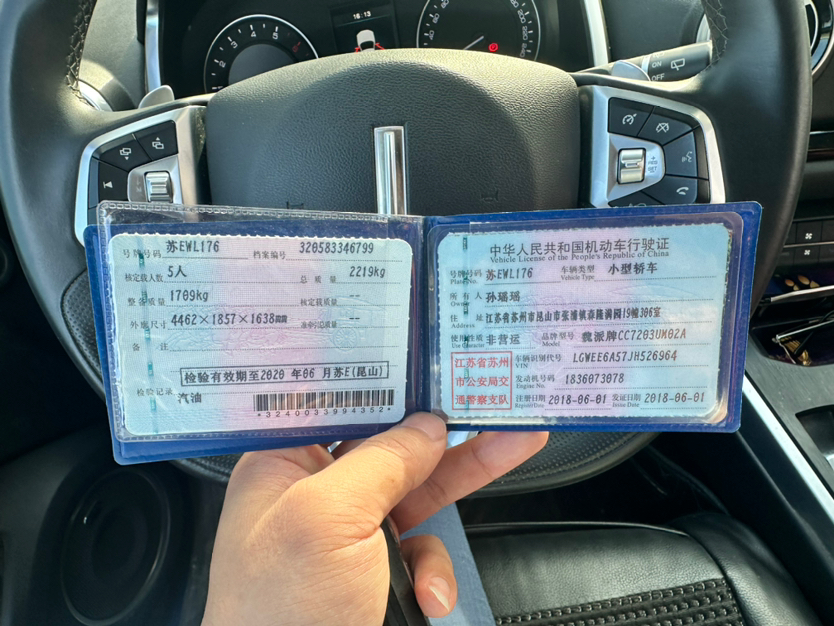 16:13
ON
OFF
号牌号码 苏EWL176 档案编号 320583346799
核定载人数 5人 总质量 2219kg
整备质量 1709kg 核定载质量 --
外廓尺寸 4462×1857×1638mm 准牵引总质量 --
备注
检验有效期至2020年06月苏E(昆山)
检验记录 汽油
*3240033994352*
中华人民共和国机动车行驶证
Vehicle License of the People's Republic of China
号牌号码 苏EWL176 车辆类型 小型轿车
Plate No. Vehicle Type
所有人 孙瑶瑶
Owner
住址 江苏省苏州市昆山市张浦镇森隆满园19幢306室
Address
使用性质 非营运 品牌型号 魏派牌CC7203UM02A
Use Character Model
江苏省苏州
市公安局交
通警察支队
车辆识别代号 LGWEE6A57JH526964
VIN
发动机号码 1836073078
Engine No.
注册日期 2018-06-01 发证日期 2018-06-01
Register Date Issue Date